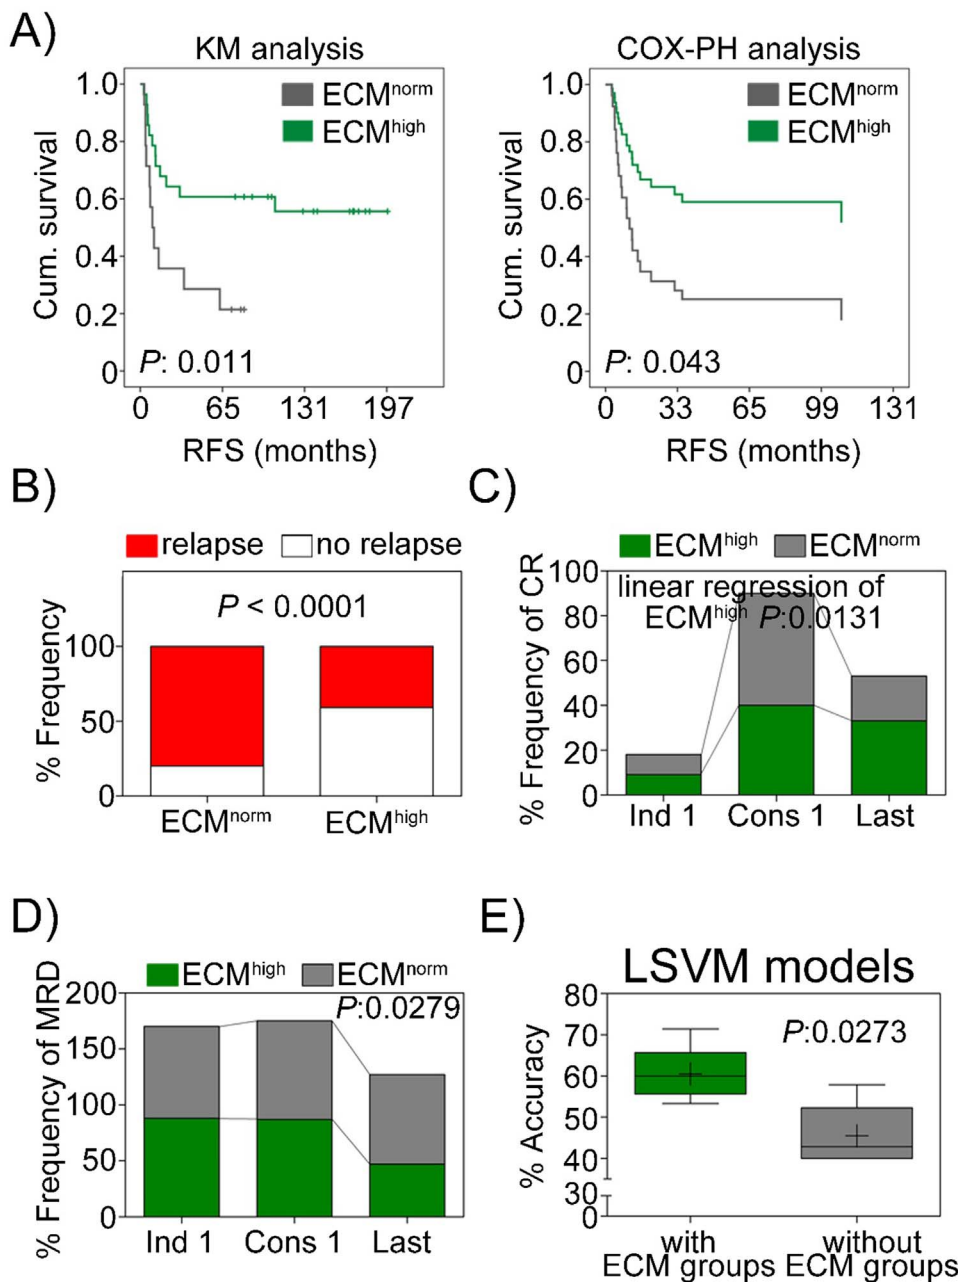 A)
KM analysis
ECMnorm
ECMhigh
Cum. survival
1.0
0.8
0.6
0.4
0.2
0
P: 0.011
0 65 131 197
RFS (months)
COX-PH analysis
ECMnorm
ECMhigh
Cum. survival
1.0
0.8
0.6
0.4
0.2
0
P: 0.043
0 33 65 99 131
RFS (months)
B)
relapse no relapse
P < 0.0001
% Frequency
100
50
0
ECMnorm ECMhigh
C)
ECMhigh ECMnorm
linear regression of
ECMhigh P:0.0131
% Frequency of CR
100
80
60
40
20
0
Ind 1 Cons 1 Last
D)
ECMhigh ECMnorm
P:0.0279
% Frequency of MRD
200
150
100
50
0
Ind 1 Cons 1 Last
E)
LSVM models
P:0.0273
% Accuracy
80
70
60
50
40
30
0
with
ECM groups
without
ECM groups